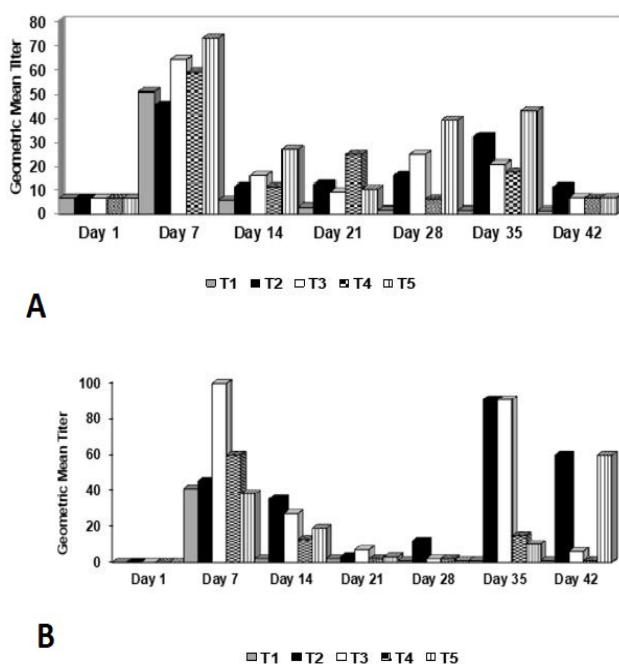 Geometric Mean Titer
80
70
60
50
40
30
20
10
0
Day 1 Day 7 Day 14 Day 21 Day 28 Day 35 Day 42
T1 T2 T3 T4 T5
A
Geometric Mean Titer
100
80
60
40
20
0
Day 1 Day 7 Day 14 Day 21 Day 28 Day 35 Day 42
B
T1 T2 T3 T4 T5